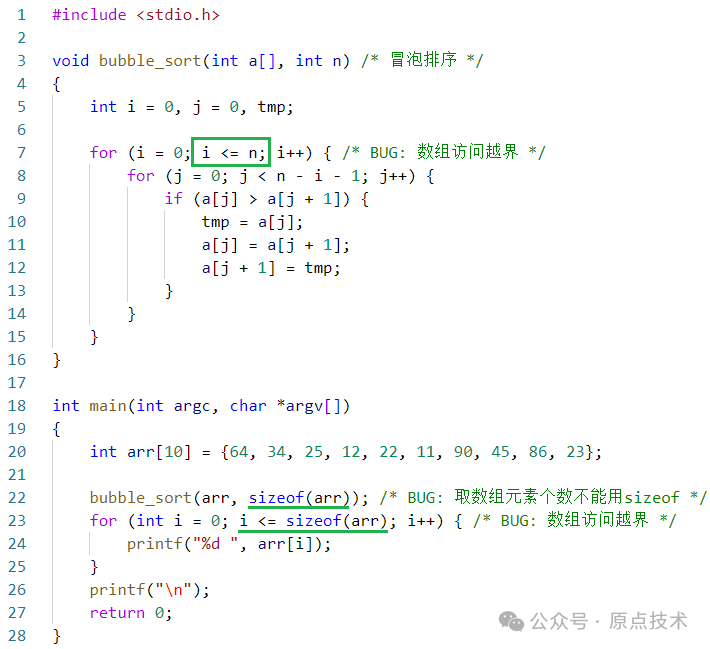 1 #include <stdio.h>
2
3 void bubble_sort(int a[], int n) /* 冒泡排序 */
4 {
5     int i = 0, j = 0, tmp;
6
7     for (i = 0; i <= n; i++) { /* BUG: 数组访问越界 */
8         for (j = 0; j < n - i - 1; j++) {
9             if (a[j] > a[j + 1]) {
10                 tmp = a[j];
11                 a[j] = a[j + 1];
12                 a[j + 1] = tmp;
13             }
14         }
15     }
16 }
17
18 int main(int argc, char *argv[])
19 {
20     int arr[10] = {64, 34, 25, 12, 22, 11, 90, 45, 86, 23};
21
22     bubble_sort(arr, sizeof(arr)); /* BUG: 取数组元素个数不能用sizeof */
23     for (int i = 0; i <= sizeof(arr); i++) { /* BUG: 数组访问越界 */
24         printf("%d ", arr[i]);
25     }
26     printf("\n");
27     return 0;
28 }
公众号 · 原点技术